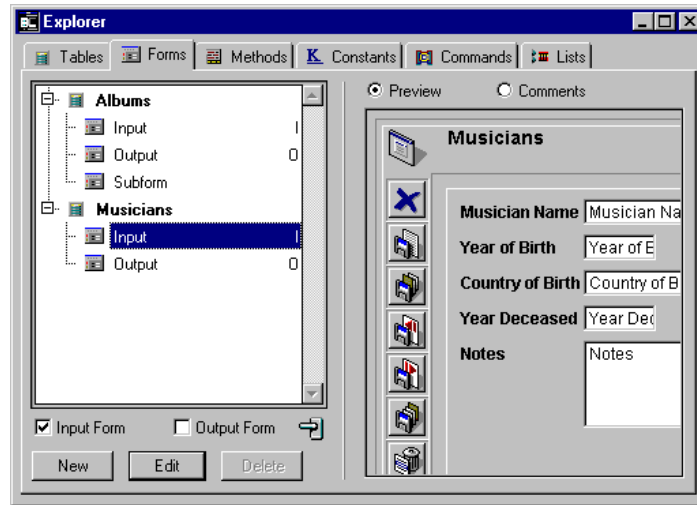 Explorer
Tables Forms Methods K Constants Commands Lists
Albums
Input I
Output O
Subform
Musicians
Input I
Output O
Input Form Output Form
New Edit Delete
Preview Comments
Musicians
Musician Name Musician Na
Year of Birth Year of B
Country of Birth Country of B
Year Deceased Year Dec
Notes Notes